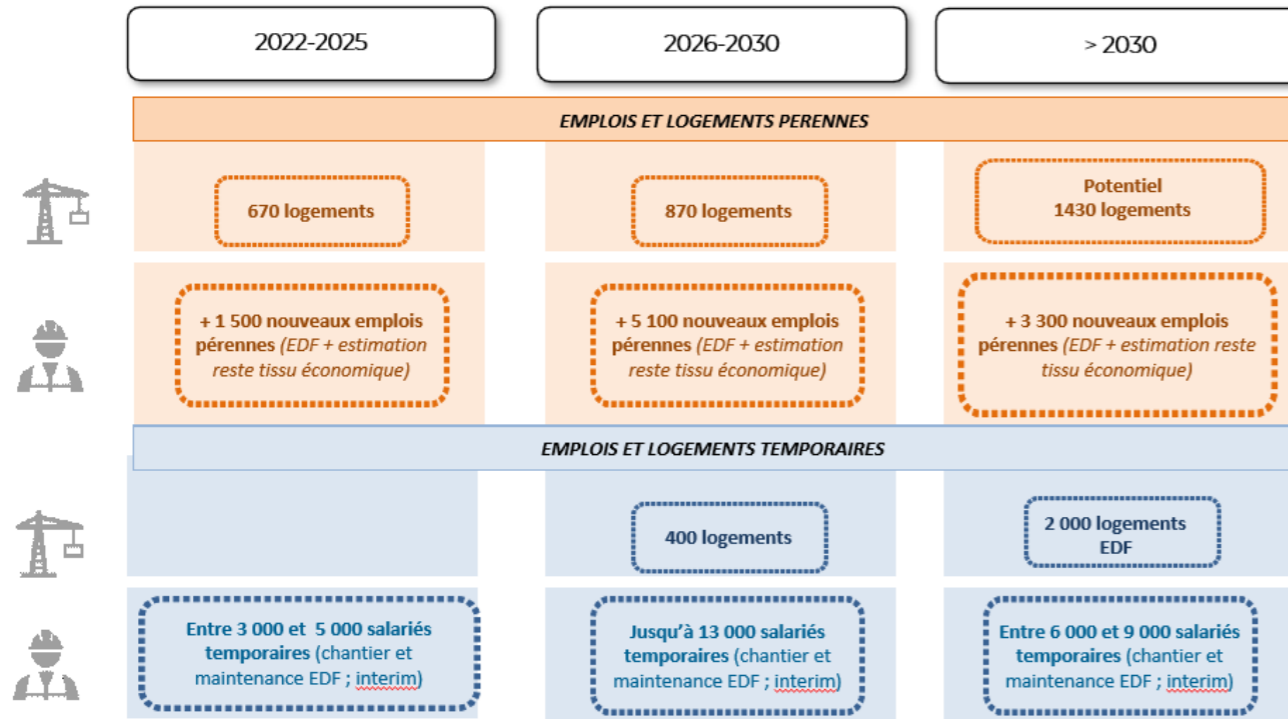 2022-2025
2026-2030
> 2030
EMPLOIS ET LOGEMENTS PERENNES
670 logements
870 logements
Potentiel
1430 logements
+ 1 500 nouveaux emplois
pérennes (EDF + estimation
reste tissu économique)
+ 5 100 nouveaux emplois
pérennes (EDF + estimation
reste tissu économique)
+ 3 300 nouveaux emplois
pérennes (EDF + estimation reste
tissu économique)
EMPLOIS ET LOGEMENTS TEMPORAIRES
400 logements
2 000 logements
EDF
Entre 3 000 et 5 000 salariés
temporaires (chantier et
maintenance EDF ; interim)
Jusqu'à 13 000 salariés
temporaires (chantier et
maintenance EDF ; interim)
Entre 6 000 et 9 000 salariés
temporaires (chantier et
maintenance EDF ; interim)